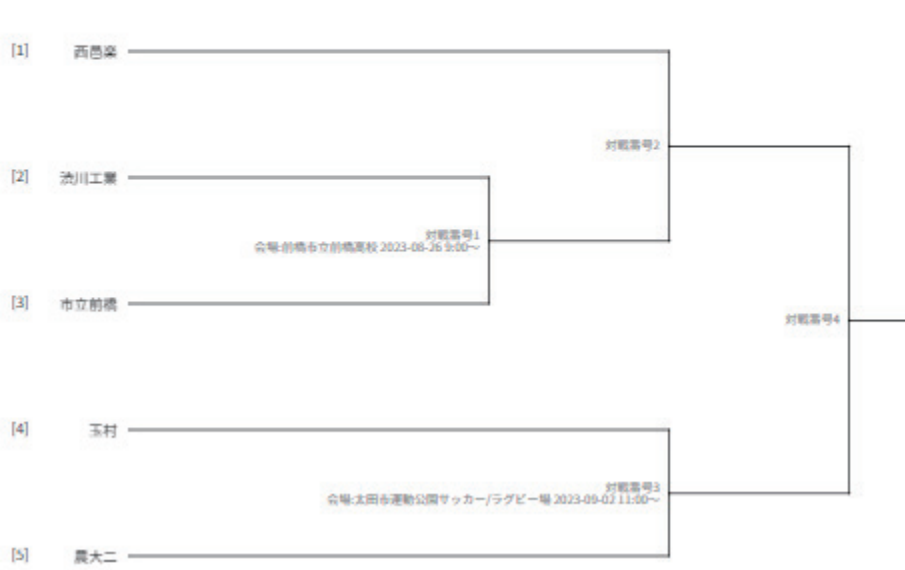 [1] 西邑楽
対戦番号2
[2] 渋川工業
対戦番号1
会場:前橋市立前橋高校 2023-08-26 9:00～
[3] 市立前橋
対戦番号4
[4] 玉村
対戦番号3
会場:太田市運動公園サッカー/ラグビー場 2023-09-02 11:00～
[5] 農大二